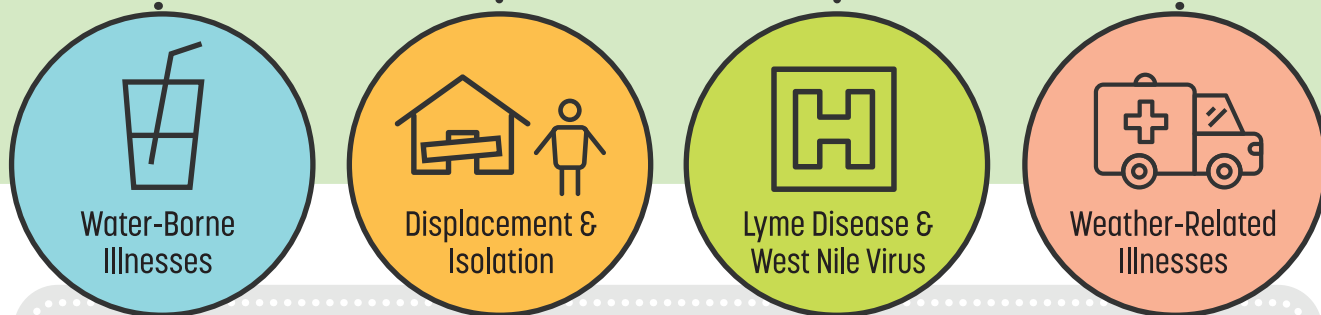 Water-Borne
Illnesses
Displacement &
Isolation
H
Lyme Disease &
West Nile Virus
Weather-Related
Illnesses